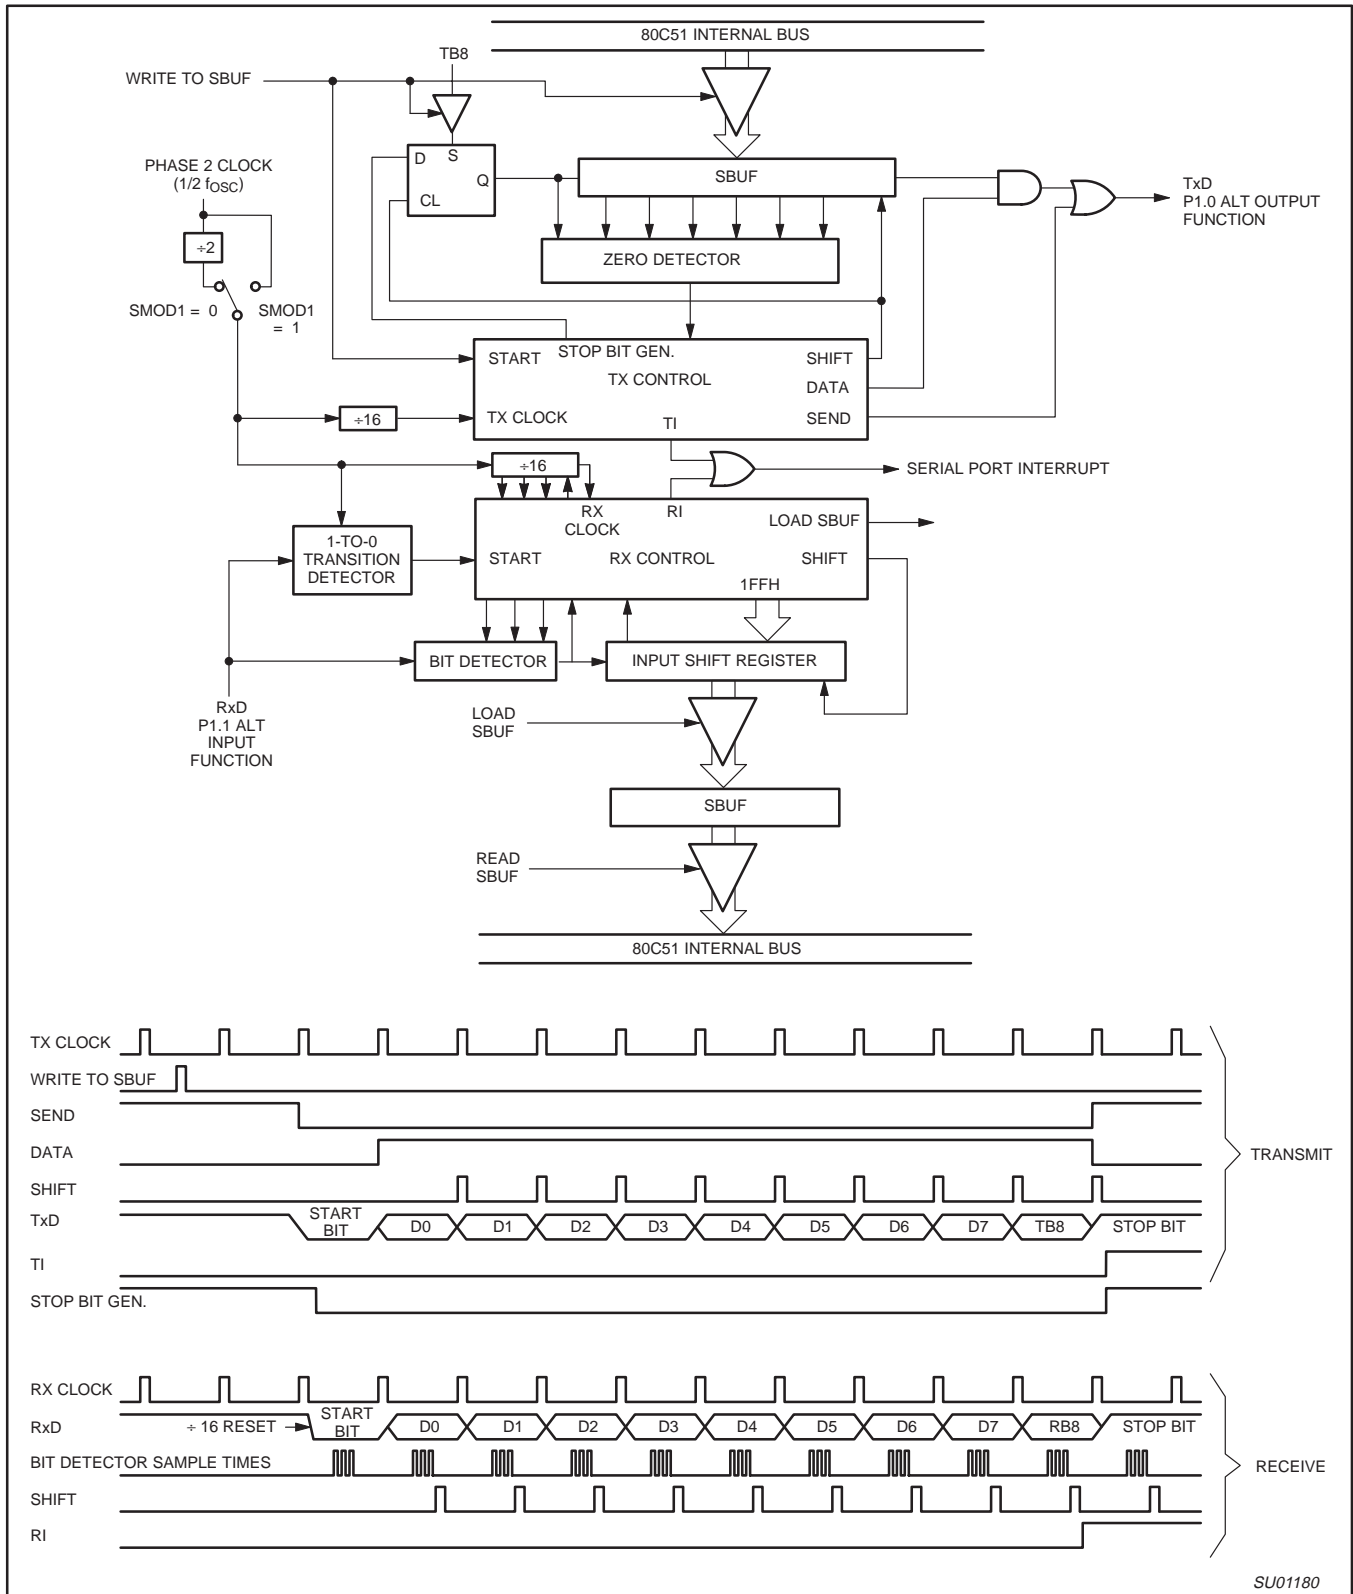 80C51 INTERNAL BUS
TB8
WRITE TO SBUF
D S
Q
CL
PHASE 2 CLOCK
(1/2 fOSC)
÷2
SMOD1 = 0
SMOD1
= 1
SBUF
ZERO DETECTOR
TxD
P1.0 ALT OUTPUT
FUNCTION
STOP BIT GEN.
START
SHIFT
TX CONTROL
DATA
÷16
TX CLOCK
TI
SEND
÷16
SERIAL PORT INTERRUPT
RX
CLOCK
RI
LOAD SBUF
1-TO-0
TRANSITION
DETECTOR
START
RX CONTROL
SHIFT
1FFH
BIT DETECTOR
INPUT SHIFT REGISTER
RxD
P1.1 ALT
INPUT
FUNCTION
LOAD
SBUF
SBUF
READ
SBUF
80C51 INTERNAL BUS
TX CLOCK
WRITE TO SBUF
SEND
DATA
TRANSMIT
SHIFT
TxD
START
BIT
D0 D1 D2 D3 D4 D5 D6 D7 TB8 STOP BIT
TI
STOP BIT GEN.
RX CLOCK
RxD
÷ 16 RESET
START
BIT
D0 D1 D2 D3 D4 D5 D6 D7 RB8 STOP BIT
BIT DETECTOR SAMPLE TIMES
RECEIVE
SHIFT
RI
SU01180